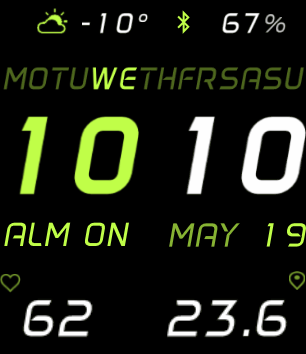 -10° 67%
MOTUWETHFRSASU
10 10
ALM ON MAY 19
62 23.6